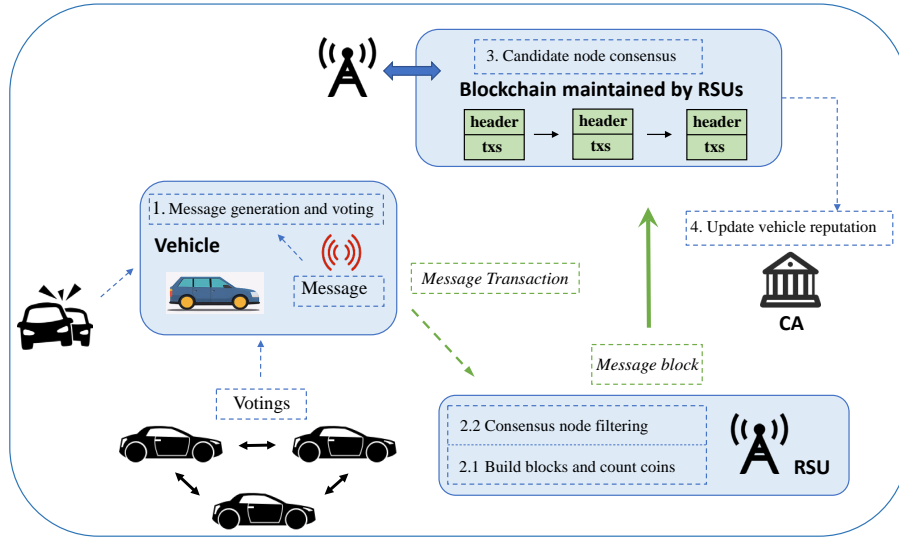 3. Candidate node consensus
Blockchain maintained by RSUs
header
header
header
txs
txs
txs
1. Message generation and voting
Vehicle
Message
4. Update vehicle reputation
CA
Message Transaction
Message block
Votings
2.2 Consensus node filtering
2.1 Build blocks and count coins
RSU